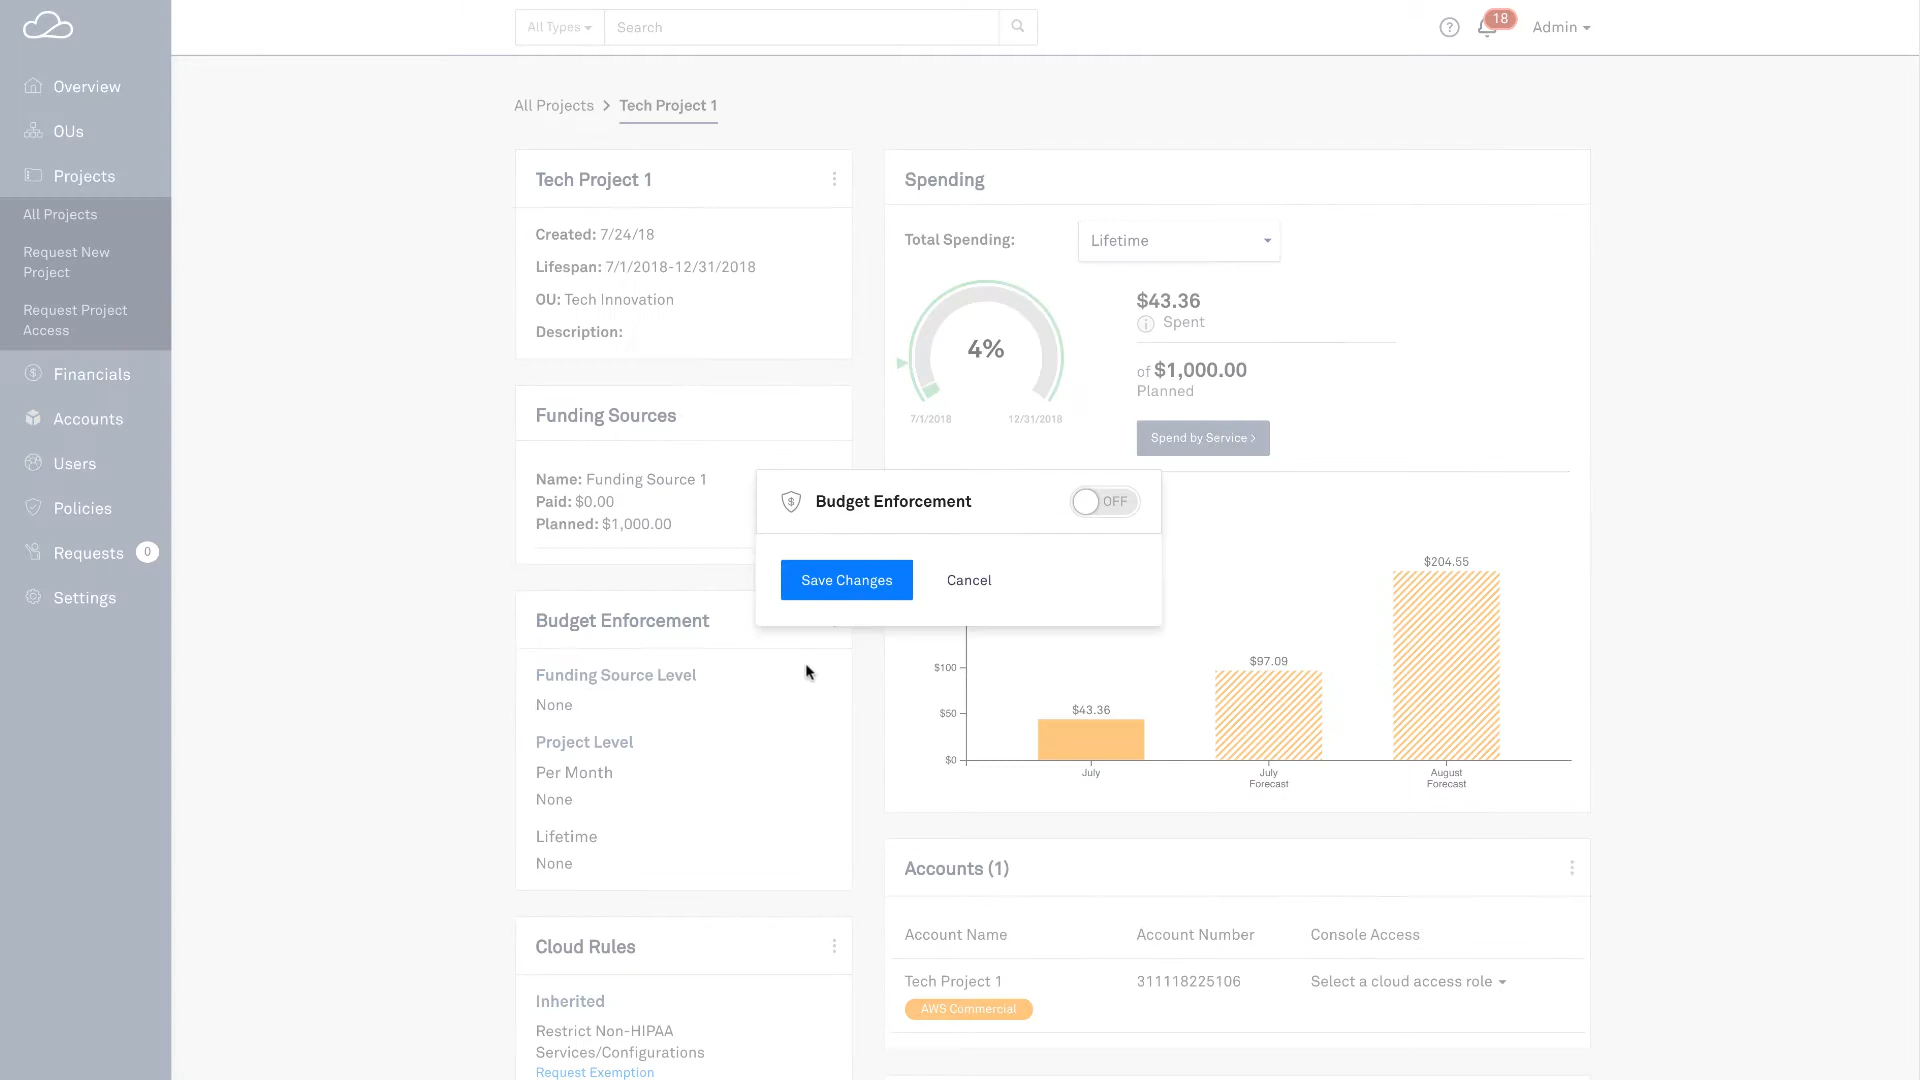 All Types
Search
18
Admin
Overview
OUs
Projects
All Projects
Request New
Project
Request Project
Access
Financials
Accounts
Users
Policies
Requests
0
Settings
All Projects
Tech Project 1
Tech Project 1
Created: 7/24/18
Lifespan: 7/1/2018-12/31/2018
OU: Tech Innovation
Description:
Funding Sources
Name: Funding Source 1
Paid: $0.00
Planned: $1,000.00
Budget Enforcement
Funding Source Level
None
Project Level
Per Month
None
Lifetime
None
Cloud Rules
Inherited
Restrict Non-HIPAA
Services/Configurations
Request Exemption
Budget Enforcement
OFF
Save Changes
Cancel
Spending
Total Spending:
Lifetime
4%
7/1/2018
12/31/2018
$43.36
Spent
of $1,000.00
Planned
Spend by Service >
$100
$50
$0
$43.36
$97.09
$204.55
July
July
Forecast
August
Forecast
Accounts (1)
Account Name
Account Number
Console Access
Tech Project 1
311118225106
Select a cloud access role
AWS Commercial